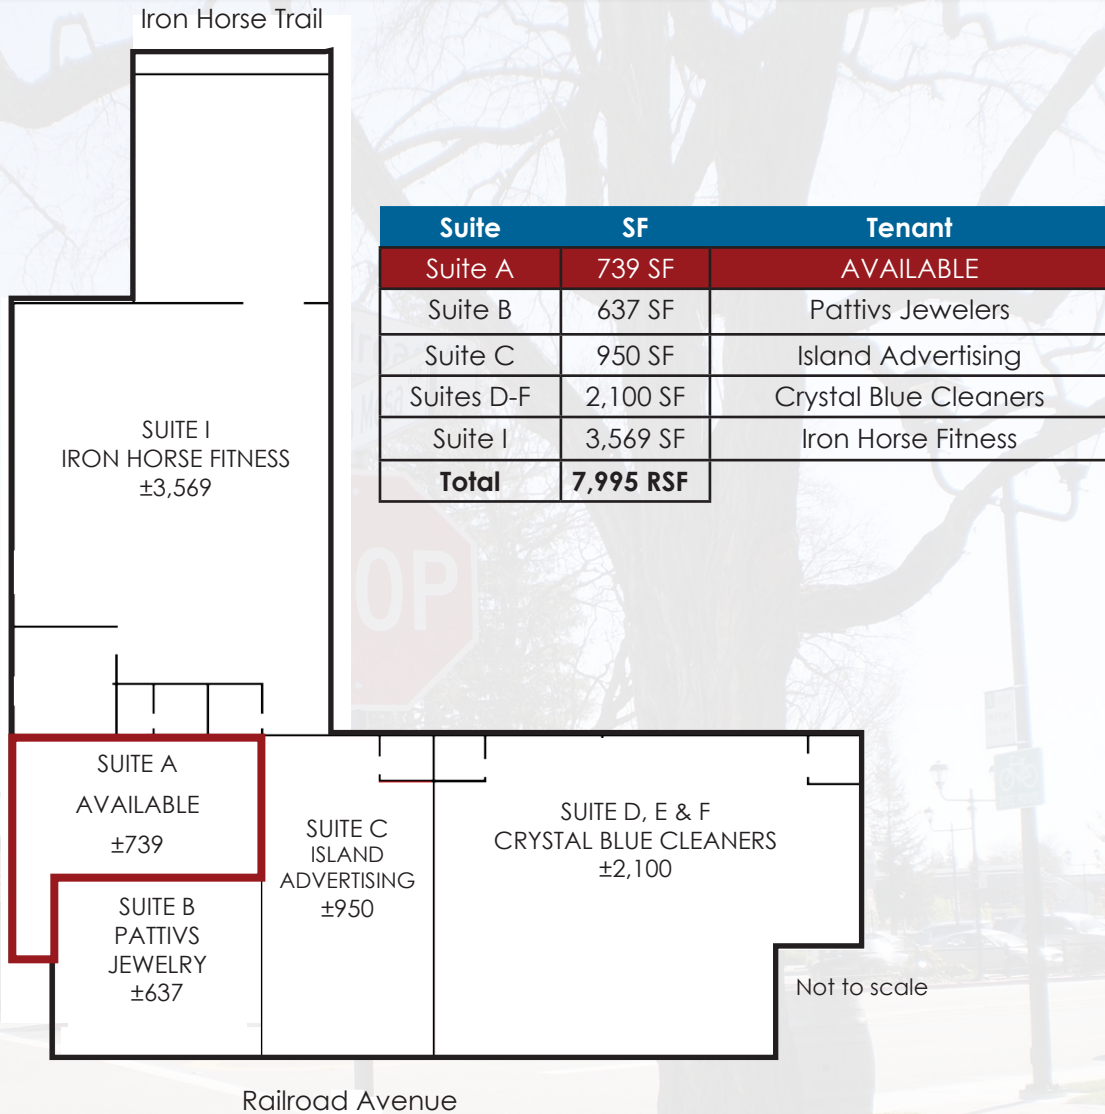 Iron Horse Trail
Suite SF Tenant
Suite A 739 SF AVAILABLE
Suite B 637 SF Pattivs Jewelers
Suite C 950 SF Island Advertising
Suites D-F 2,100 SF Crystal Blue Cleaners
Suite I 3,569 SF Iron Horse Fitness
Total 7,995 RSF
SUITE I
IRON HORSE FITNESS
±3,569
OP
SUITE A
AVAILABLE
±739
SUITE B
PATTIVS
JEWELRY
±637
SUITE C
ISLAND
ADVERTISING
±950
SUITE D, E & F
CRYSTAL BLUE CLEANERS
±2,100
Not to scale
Railroad Avenue